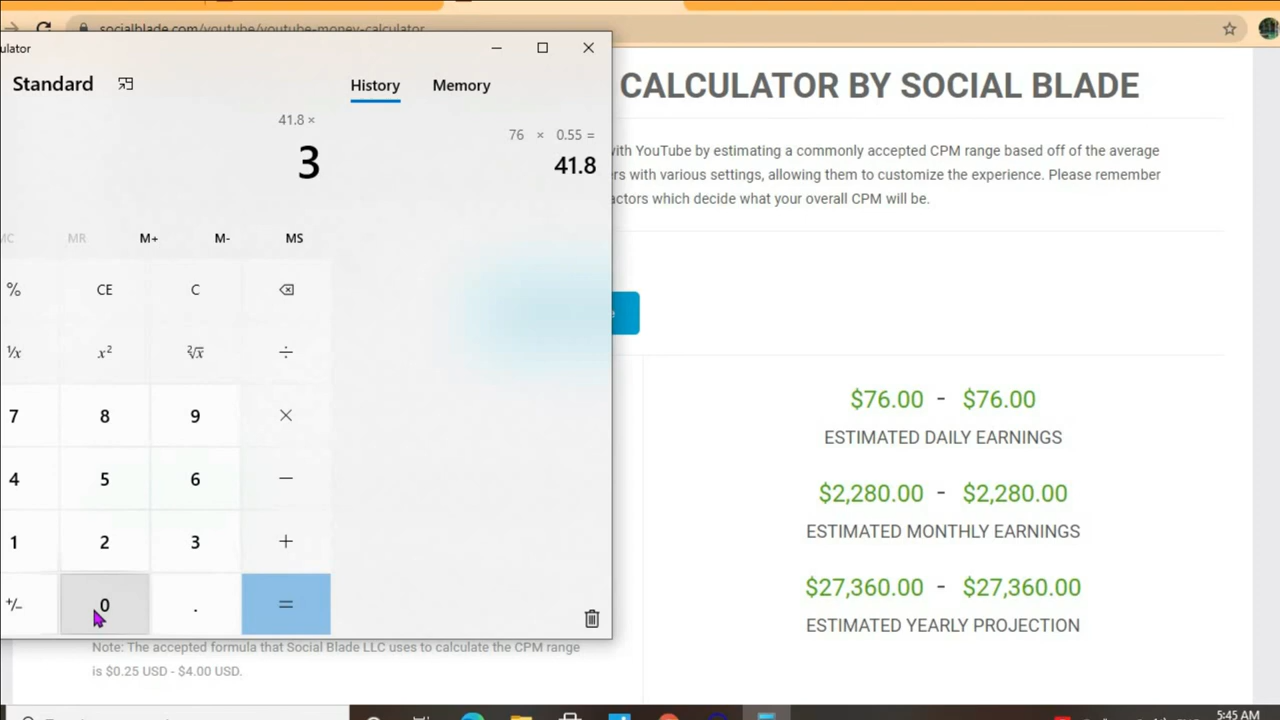 socialblade.com/youtube/youtube-money-calculator
ulator
Standard
History
Memory
41.8 ×
3
76 × 0.55 =
41.8
MC
MR
M+
M-
MS
%
CE
C
⌫
¹/x
x²
²√x
÷
7
8
9
×
4
5
6
−
1
2
3
+
+/−
0
.
=
CALCULATOR BY SOCIAL BLADE
with YouTube by estimating a commonly accepted CPM range based off of the average
rs with various settings, allowing them to customize the experience. Please remember
actors which decide what your overall CPM will be.
$76.00 - $76.00
ESTIMATED DAILY EARNINGS
$2,280.00 - $2,280.00
ESTIMATED MONTHLY EARNINGS
$27,360.00 - $27,360.00
ESTIMATED YEARLY PROJECTION
Note: The accepted formula that Social Blade LLC uses to calculate the CPM range
is $0.25 USD - $4.00 USD.
5:45 AM